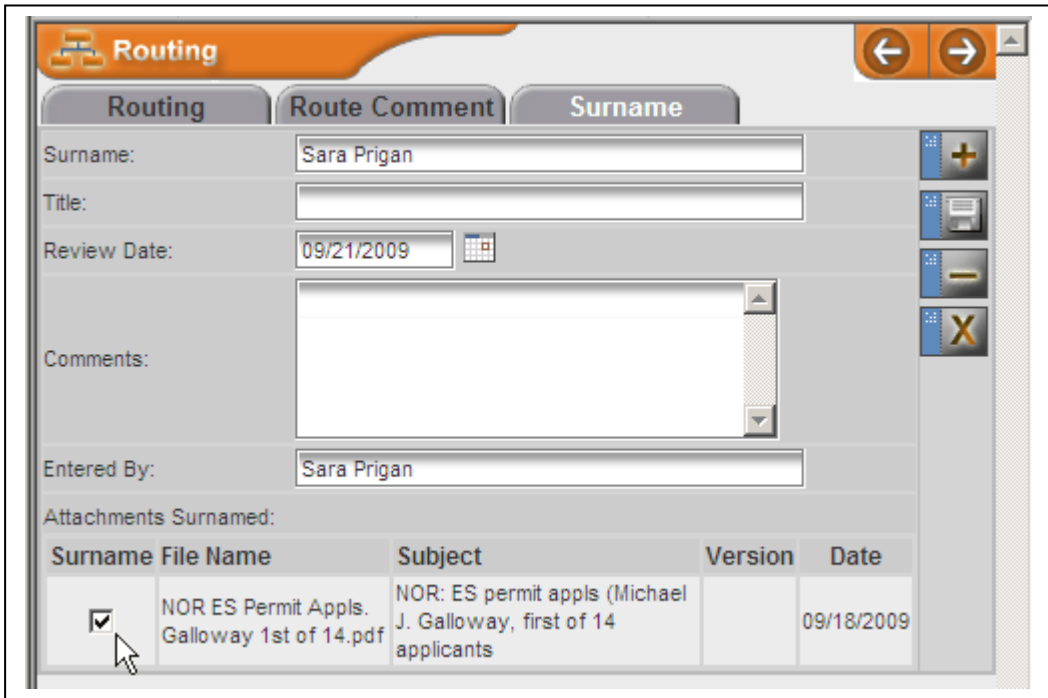 Routing
Routing Route Comment Surname
Surname: Sara Prigan
Title:
Review Date: 09/21/2009
Comments:
Entered By: Sara Prigan
Attachments Surnamed:
Surname File Name Subject Version Date
NOR ES Permit Appls.
Galloway 1st of 14.pdf
NOR: ES permit appls (Michael
J. Galloway, first of 14
applicants
09/18/2009